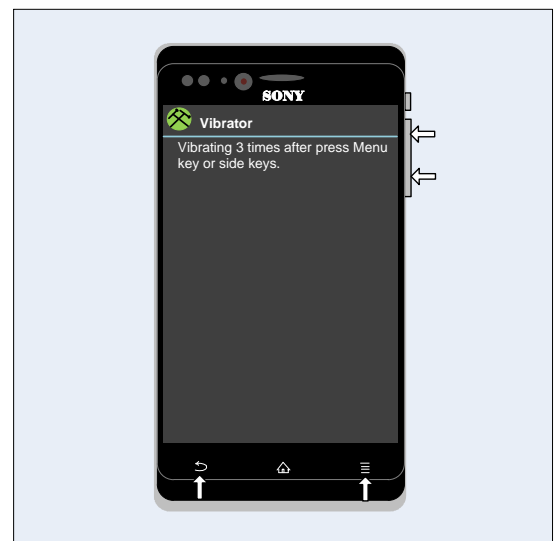 SONY
Vibrator
Vibrating 3 times after press Menu
key or side keys.